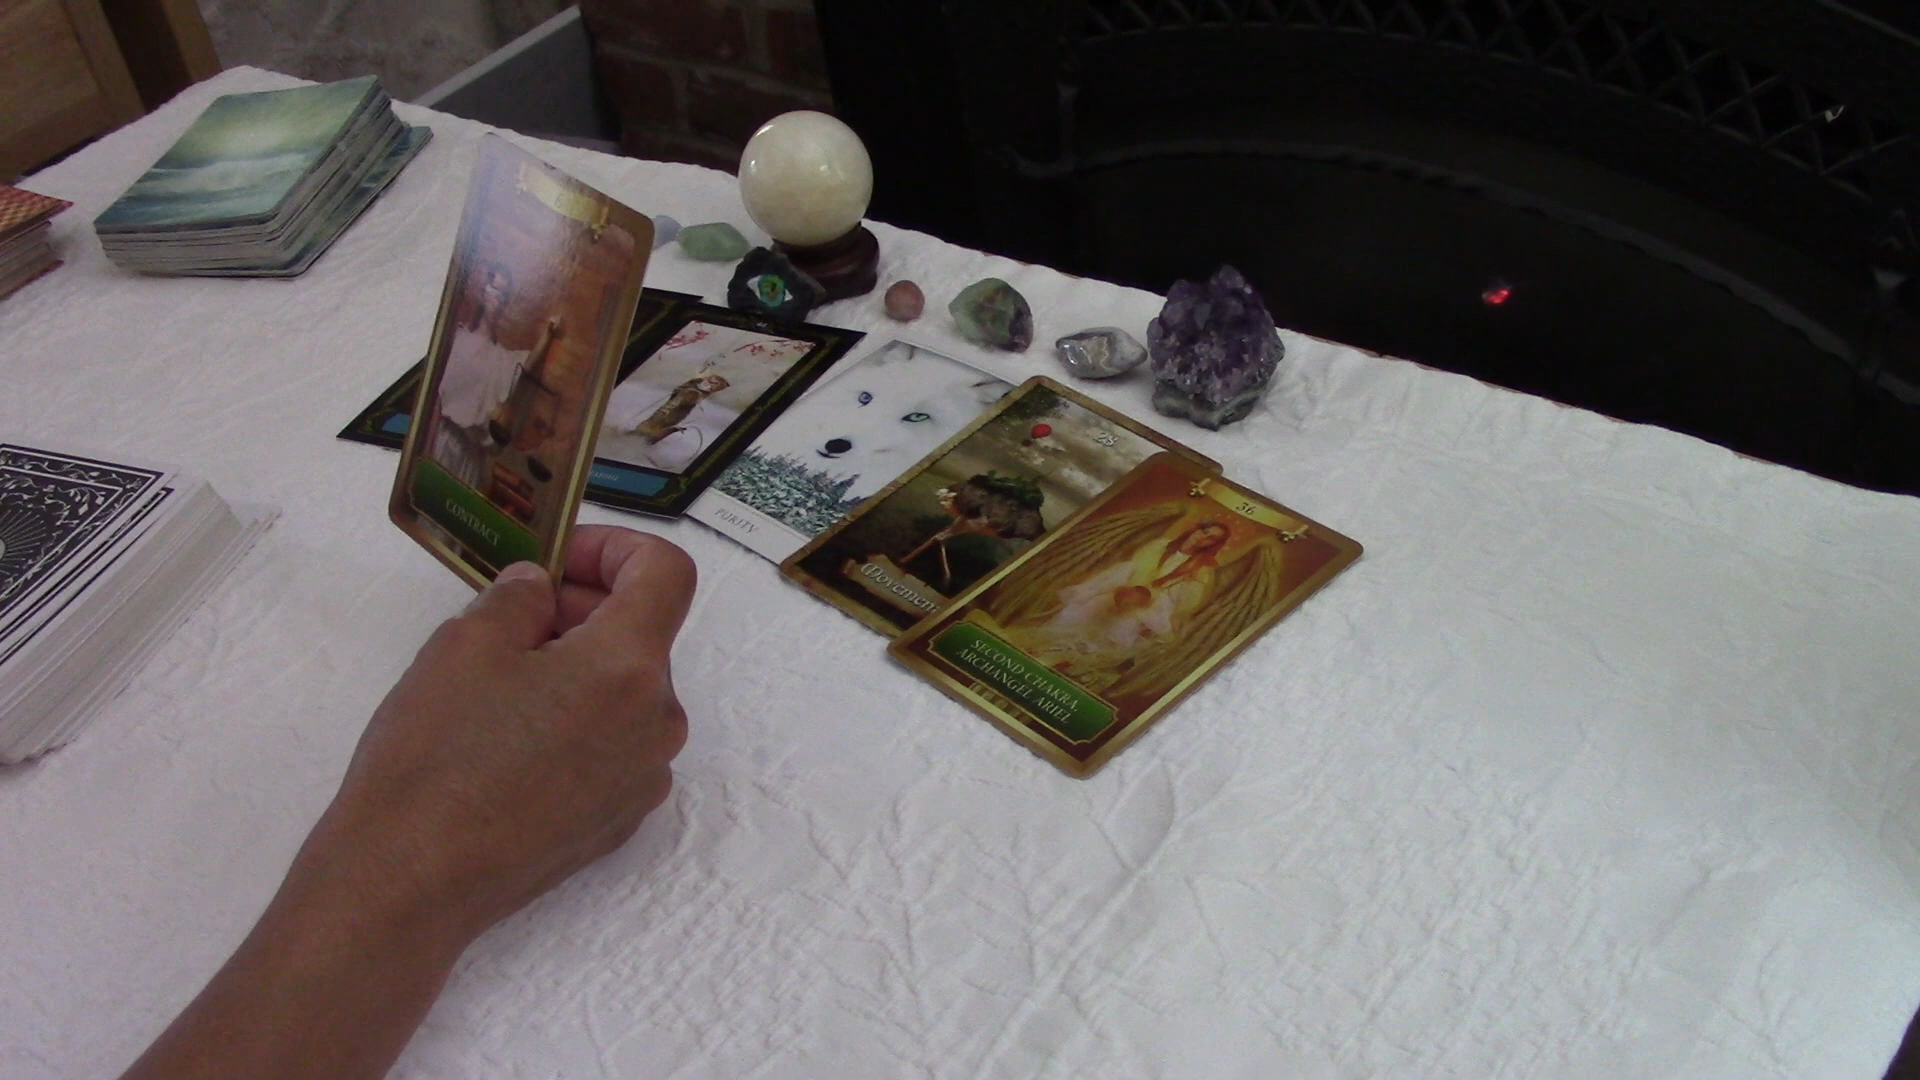 CONTRACT
PURITY
28
Movement
36
SECOND CHAKRA,
ARCHANGEL ARIEL